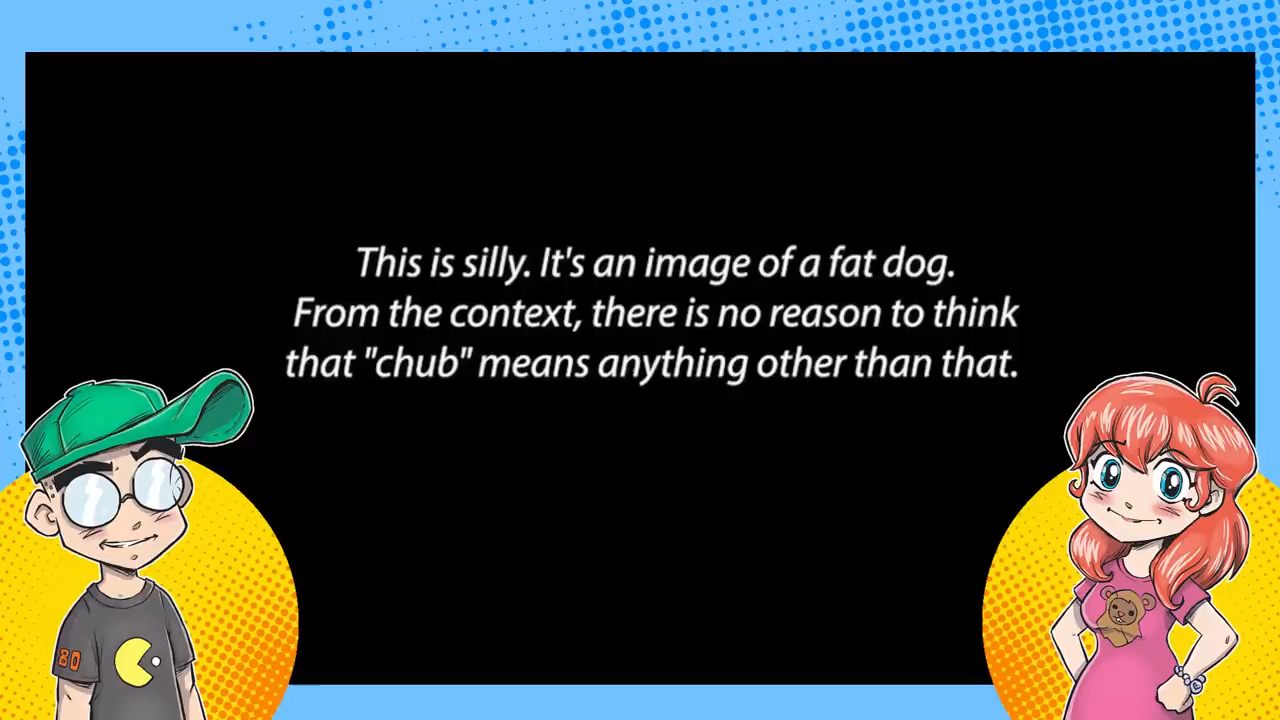 This is silly. It's an image of a fat dog.
From the context, there is no reason to think
that "chub" means anything other than that.
80